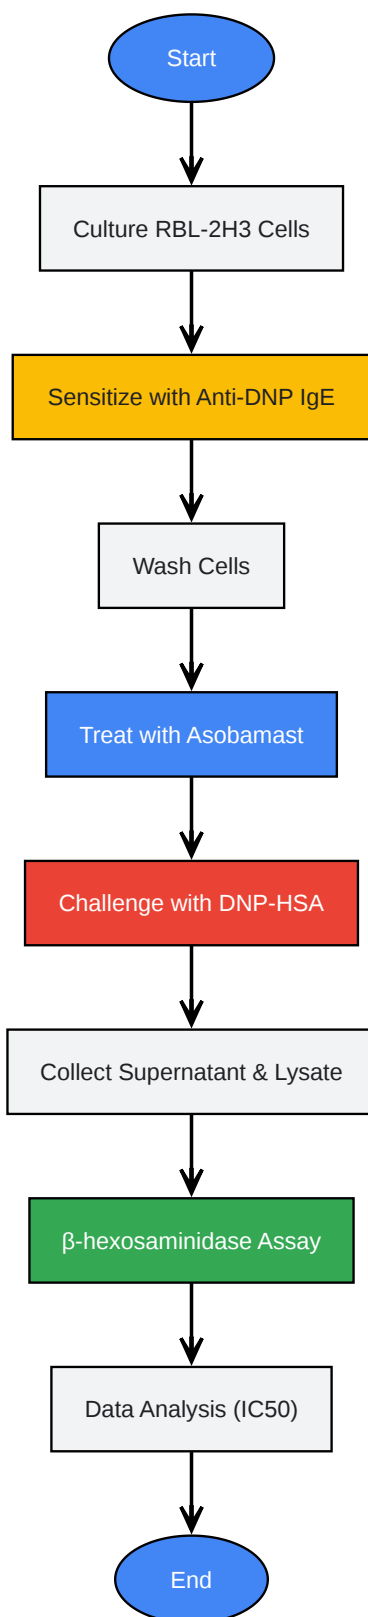 Start
Culture RBL-2H3 Cells
Sensitize with Anti-DNP IgE
Wash Cells
Treat with Asobamast
Challenge with DNP-HSA
Collect Supernatant & Lysate
β-hexosaminidase Assay
Data Analysis (IC50)
End